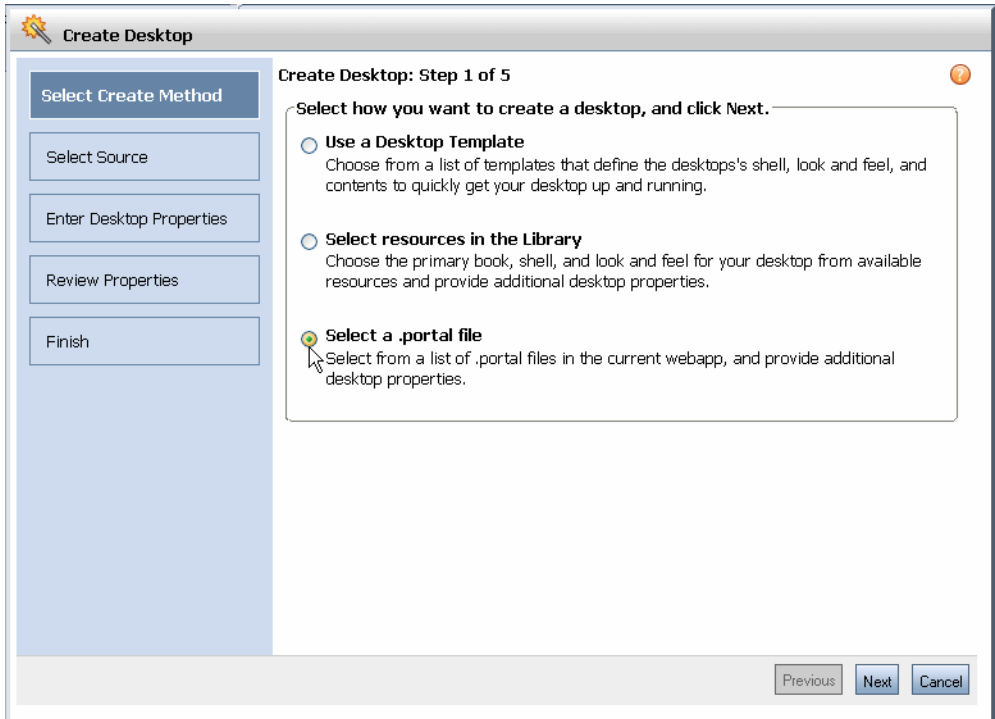 Create Desktop
Select Create Method
Select Source
Enter Desktop Properties
Review Properties
Finish
Create Desktop: Step 1 of 5
?
Select how you want to create a desktop, and click Next.
Use a Desktop Template
Choose from a list of templates that define the desktops's shell, look and feel, and
contents to quickly get your desktop up and running.
Select resources in the Library
Choose the primary book, shell, and look and feel for your desktop from available
resources and provide additional desktop properties.
Select a .portal file
Select from a list of .portal files in the current webapp, and provide additional
desktop properties.
Previous
Next
Cancel